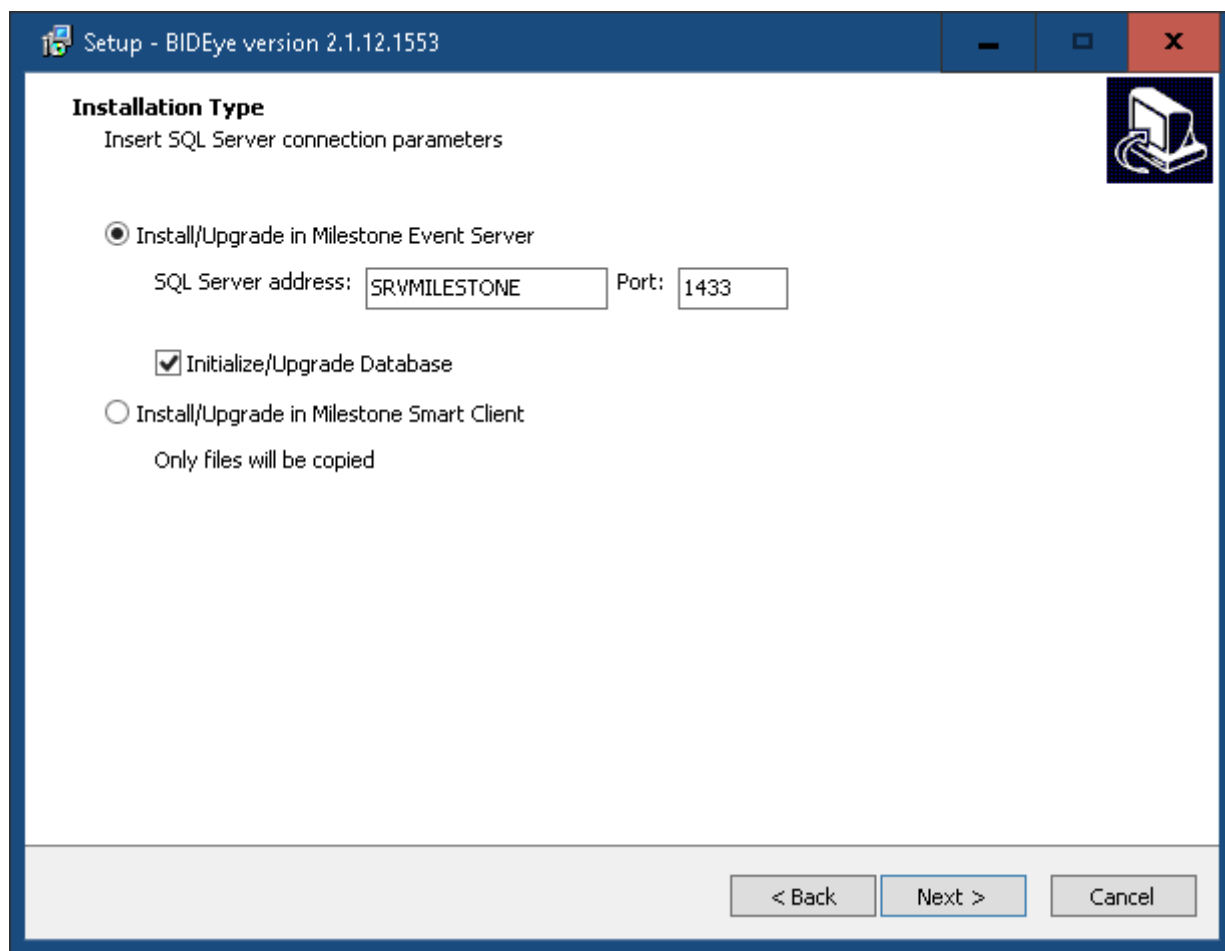 Setup - BIDEye version 2.1.12.1553
Installation Type
Insert SQL Server connection parameters
Install/Upgrade in Milestone Event Server
SQL Server address: SRVMILESTONE Port: 1433
Initialize/Upgrade Database
Install/Upgrade in Milestone Smart Client
Only files will be copied
< Back Next > Cancel